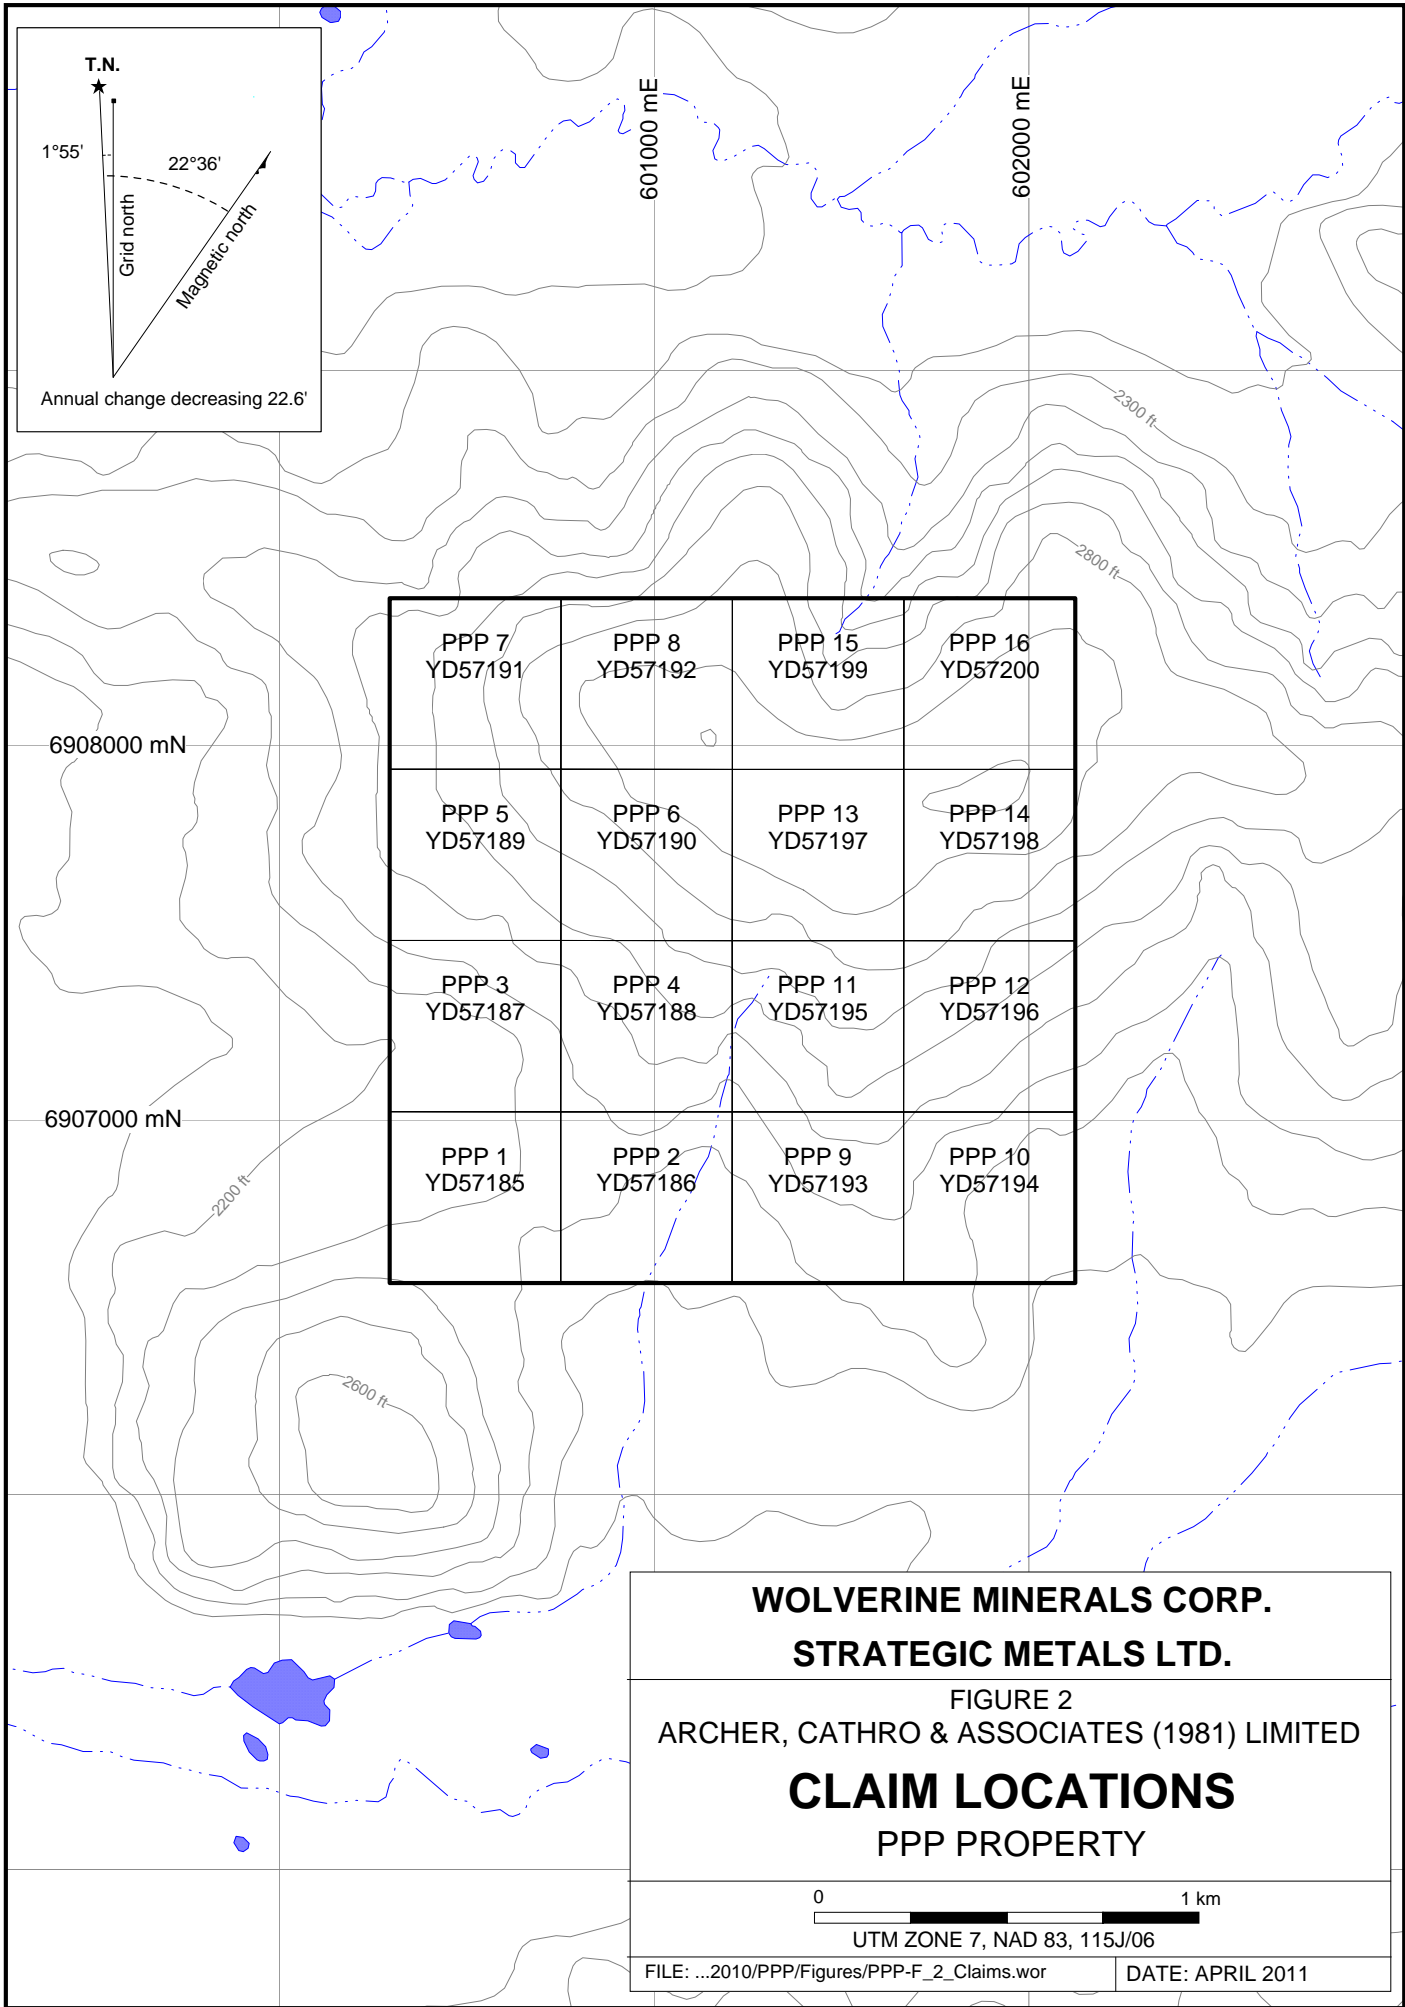 T.N.
1°55'
22°36'
Grid north
Magnetic north
Annual change decreasing 22.6'
601000 mE
602000 mE
2300 ft
2800 ft
PPP 7
YD57191
PPP 8
YD57192
PPP 15
YD57199
PPP 16
YD57200
6908000 mN
PPP 5
YD57189
PPP 6
YD57190
PPP 13
YD57197
PPP 14
YD57198
PPP 3
YD57187
PPP 4
YD57188
PPP 11
YD57195
PPP 12
YD57196
6907000 mN
PPP 1
YD57185
PPP 2
YD57186
PPP 9
YD57193
PPP 10
YD57194
2200 ft
2600 ft
WOLVERINE MINERALS CORP.
STRATEGIC METALS LTD.
FIGURE 2
ARCHER, CATHRO & ASSOCIATES (1981) LIMITED
CLAIM LOCATIONS
PPP PROPERTY
0 1 km
UTM ZONE 7, NAD 83, 115J/06
FILE: ...2010/PPP/Figures/PPP-F_2_Claims.wor
DATE: APRIL 2011